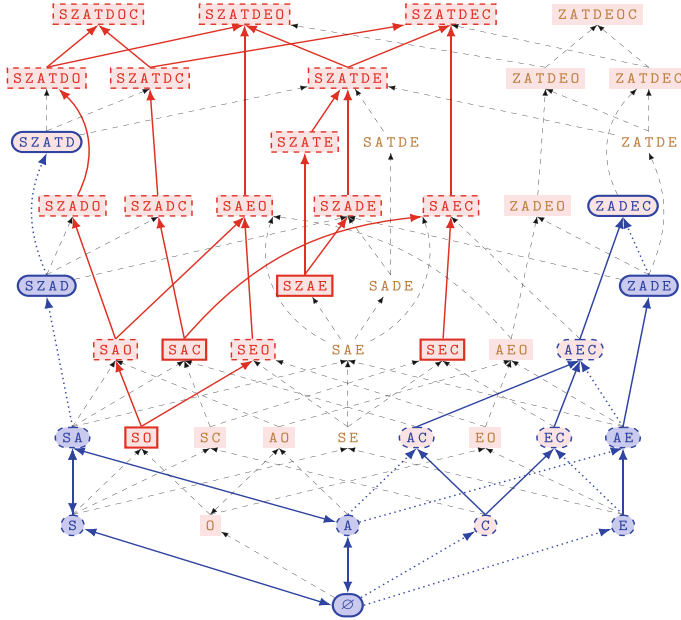 SZATDOC SZATDEO SZATDEC ZATDEOC
SZATDO SZATDC SZATDE ZATDEO ZATDEC
SZATD SZATE SATDE ZATDE
SZADO SZADC SAEO SZADE SAEC ZADEO ZADEC
SZAD SZAE SADE ZADE
SAO SAC SEO SAE SEC AEO AEC
SA SO SC AO SE AC EO EC AE
S O A C E
∅